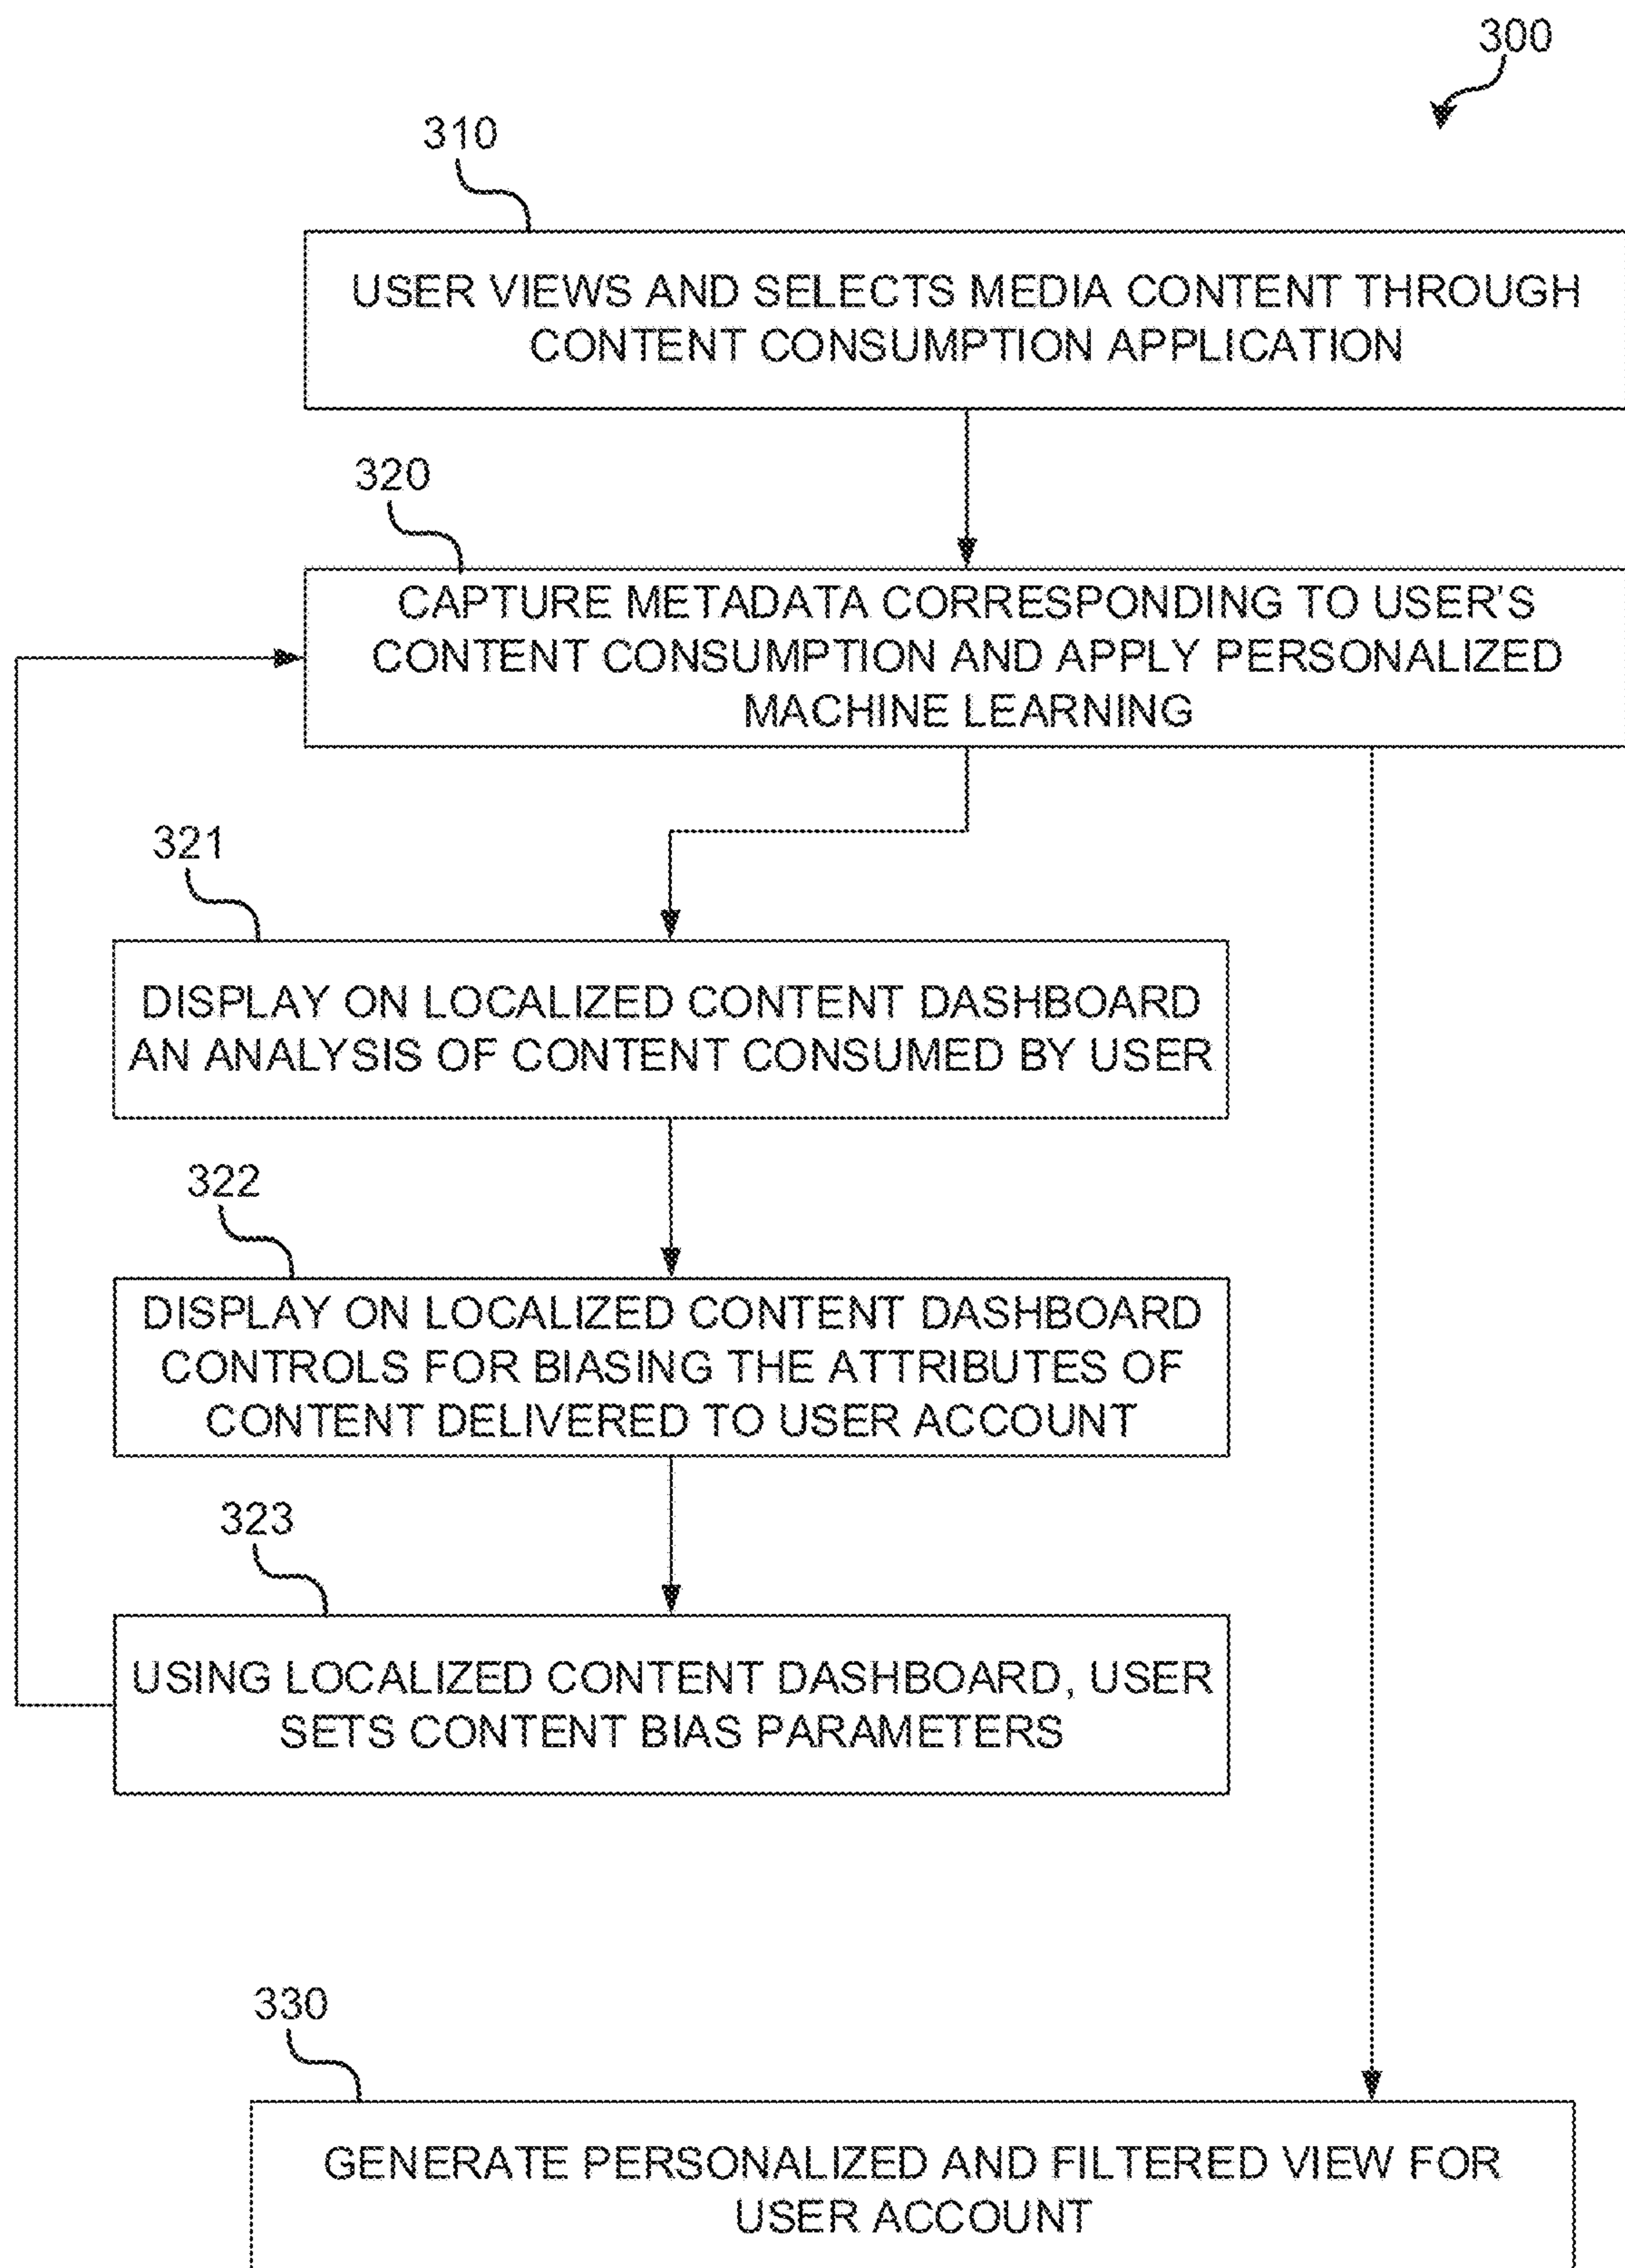 300
310
USER VIEWS AND SELECTS MEDIA CONTENT THROUGH
CONTENT CONSUMPTION APPLICATION
320
CAPTURE METADATA CORRESPONDING TO USER'S
CONTENT CONSUMPTION AND APPLY PERSONALIZED
MACHINE LEARNING
321
DISPLAY ON LOCALIZED CONTENT DASHBOARD
AN ANALYSIS OF CONTENT CONSUMED BY USER
322
DISPLAY ON LOCALIZED CONTENT DASHBOARD
CONTROLS FOR BIASING THE ATTRIBUTES OF
CONTENT DELIVERED TO USER ACCOUNT
323
USING LOCALIZED CONTENT DASHBOARD, USER
SETS CONTENT BIAS PARAMETERS
330
GENERATE PERSONALIZED AND FILTERED VIEW FOR
USER ACCOUNT